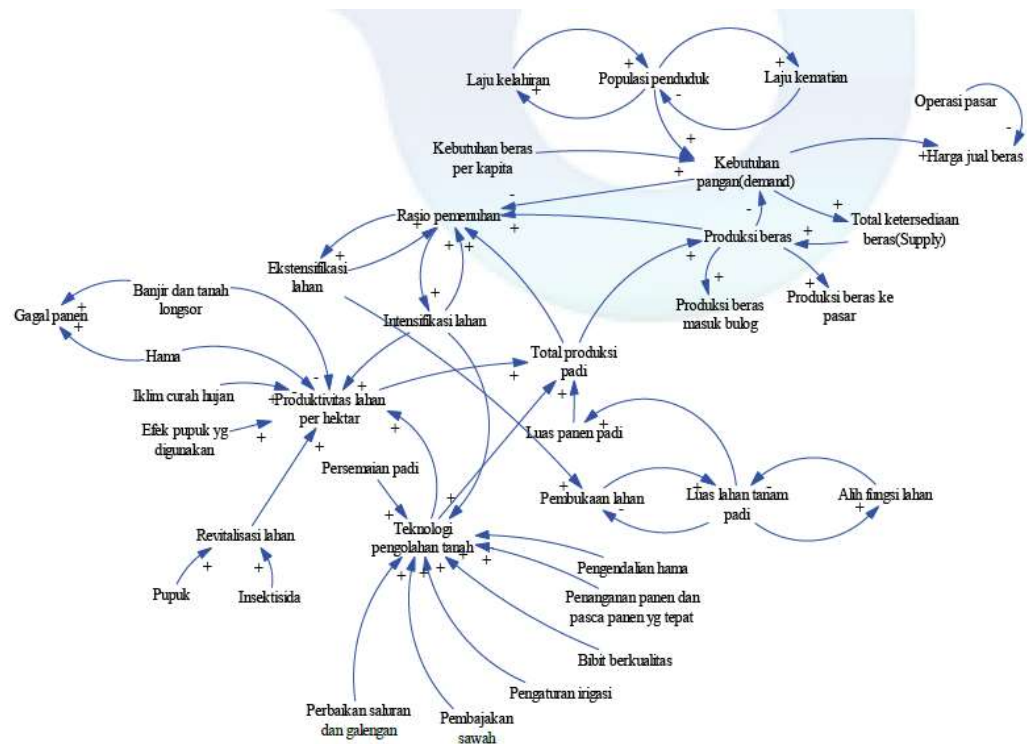 Laju kelahiran
Populasi penduduk
Laju kematian
Operasi pasar
Kebutuhan beras
per kapita
Kebutuhan
pangan(demand)
Harga jual beras
Rasio pemenuhan
Produksi beras
Total ketersediaan
beras(Supply)
Ekstensifikasi
lahan
Banjir dan tanah
longsor
Gagal panen
Intensifikasi lahan
Produksi beras
masuk bulog
Produksi beras ke
pasar
Hama
Total produksi
padi
Iklim curah hujan
Produktivitas lahan
per hektar
Efek pupuk yg
digunakan
Luas panen padi
Persemaian padi
Pembukaan lahan
Luas lahan tanam
padi
Alih fungsi lahan
Revitalisasi lahan
Teknologi
pengolahan tanah
Pupuk
Insektisida
Pengendalian hama
Penanganan panen dan
pasca panen yg tepat
Bibit berkualitas
Pengaturan irigasi
Perbaikan saluran
dan galengan
Pembajakan
sawah